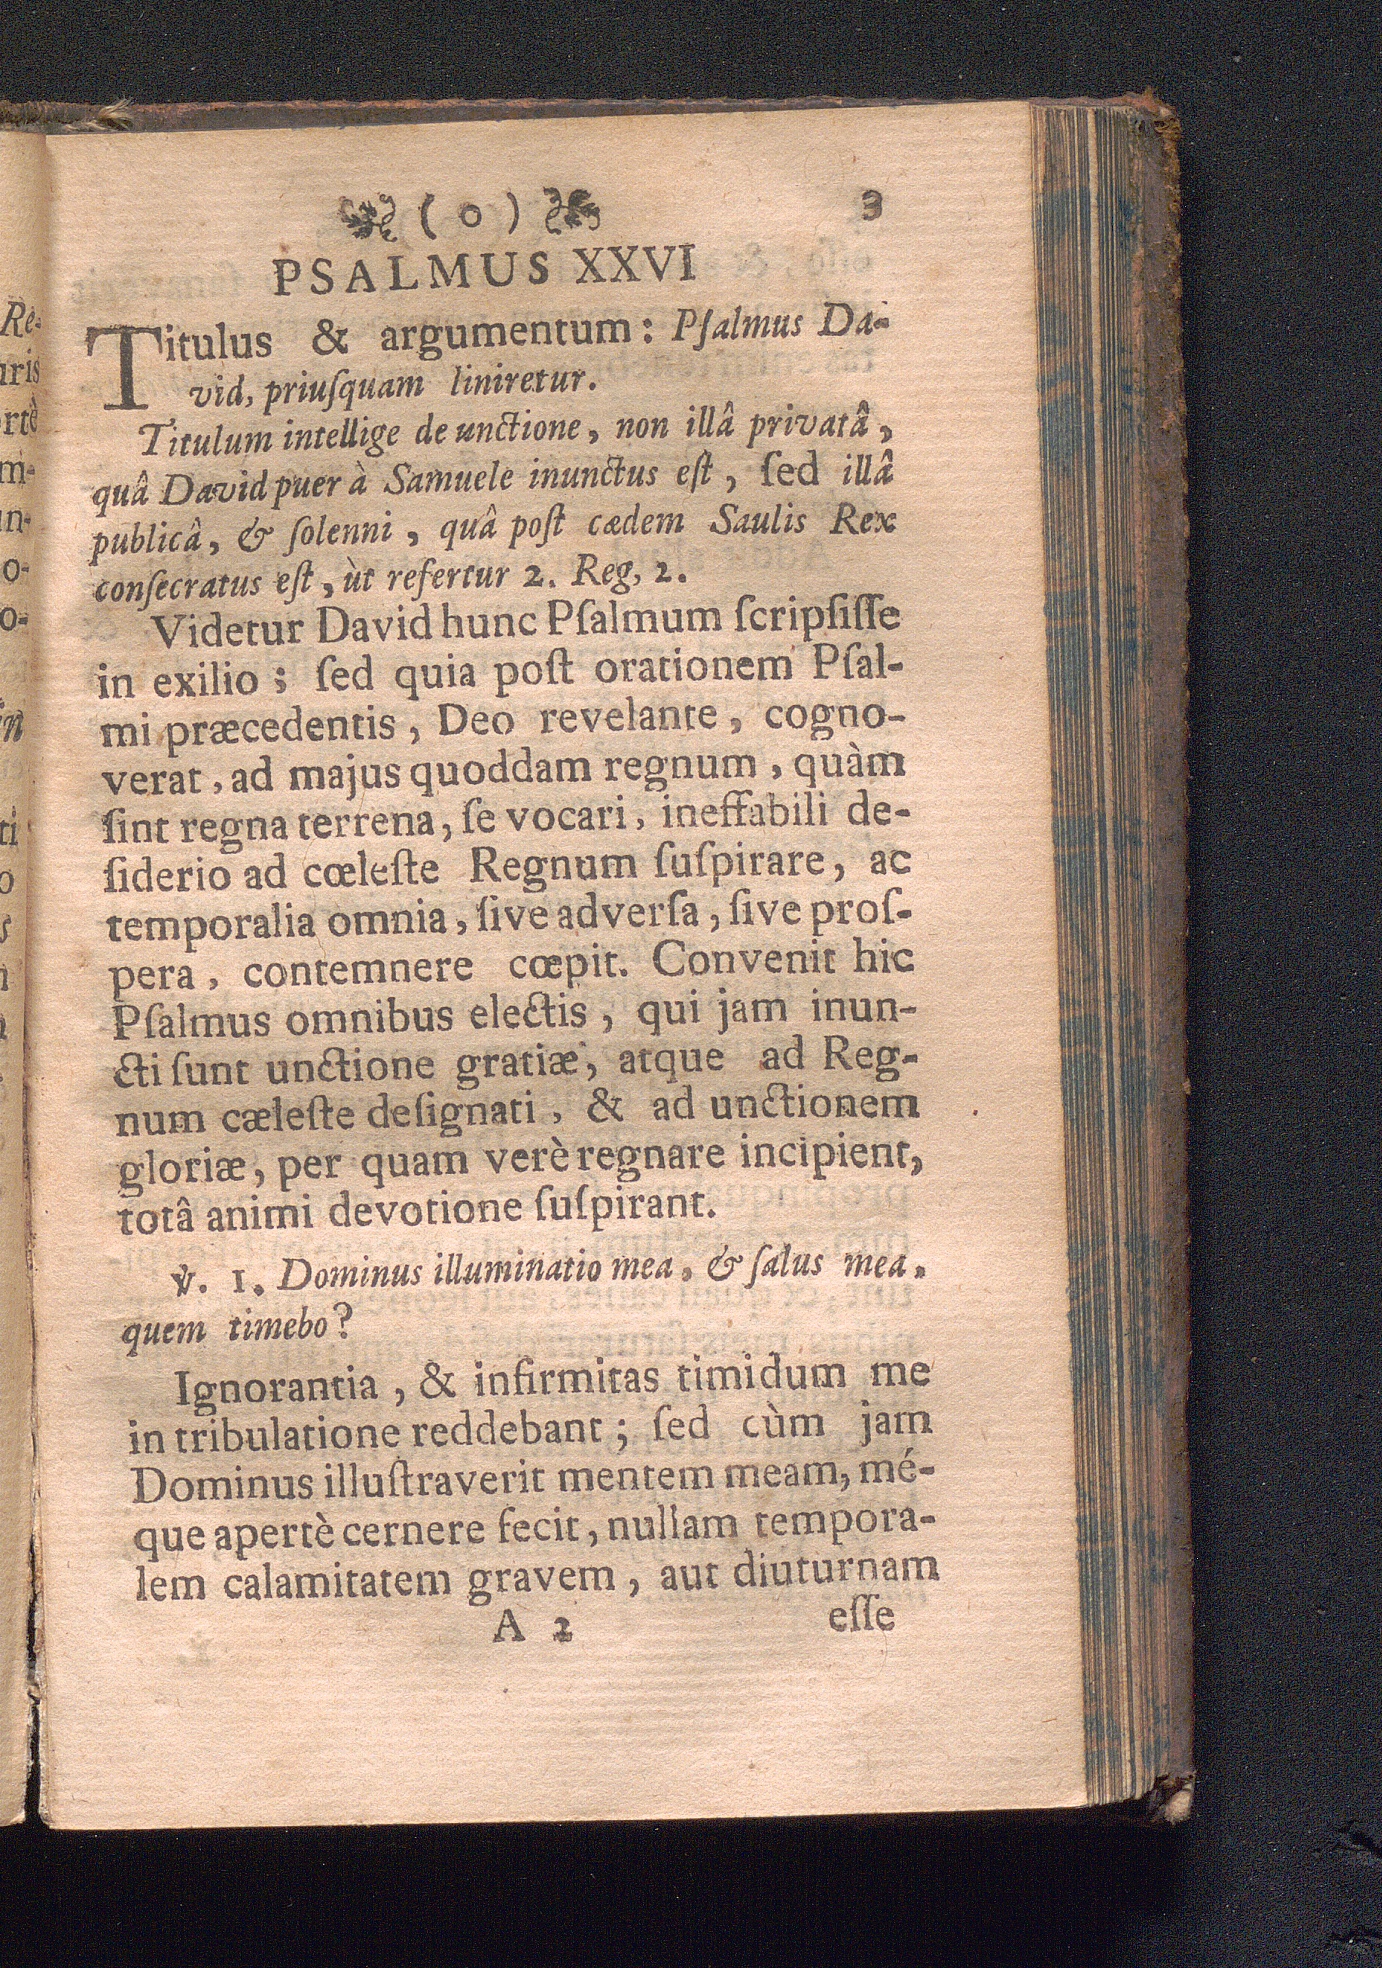 ( o ) 3
PSALMUS XXVI
Titulus & argumentum: Pſalmus Da-
vid, priuſquam liniretur.
Titulum intellige de unctione, non illâ privatâ,
quâ David puer à Samuele inunctus eſt, ſed illâ
publicâ, & ſolenni, quâ poſt cædem Saulis Rex
conſecratus eſt, ùt refertur 2. Reg, 2.
Videtur David hunc Pſalmum ſcripſiſſe
in exilio; ſed quia poſt orationem Pſal-
mi præcedentis, Deo revelante, cogno-
verat, ad majus quoddam regnum, quàm
ſint regna terrena, ſe vocari, ineffabili de-
ſiderio ad cœleſte Regnum ſuſpirare, ac
temporalia omnia, ſive adverſa, ſive proſ-
pera, contemnere cœpit. Convenit hic
Pſalmus omnibus electis, qui jam inun-
cti ſunt unctione gratiæ, atque ad Reg-
num cæleſte deſignati, & ad unctionem
gloriæ, per quam verè regnare incipient,
totâ animi devotione ſuſpirant.
℣. 1. Dominus illuminatio mea, & ſalus mea,
quem timebo?
Ignorantia, & infirmitas timidum me
in tribulatione reddebant; ſed cùm jam
Dominus illuſtraverit mentem meam, mé-
que apertè cernere fecit, nullam tempora-
lem calamitatem gravem, aut diuturnam
A 2 eſſe